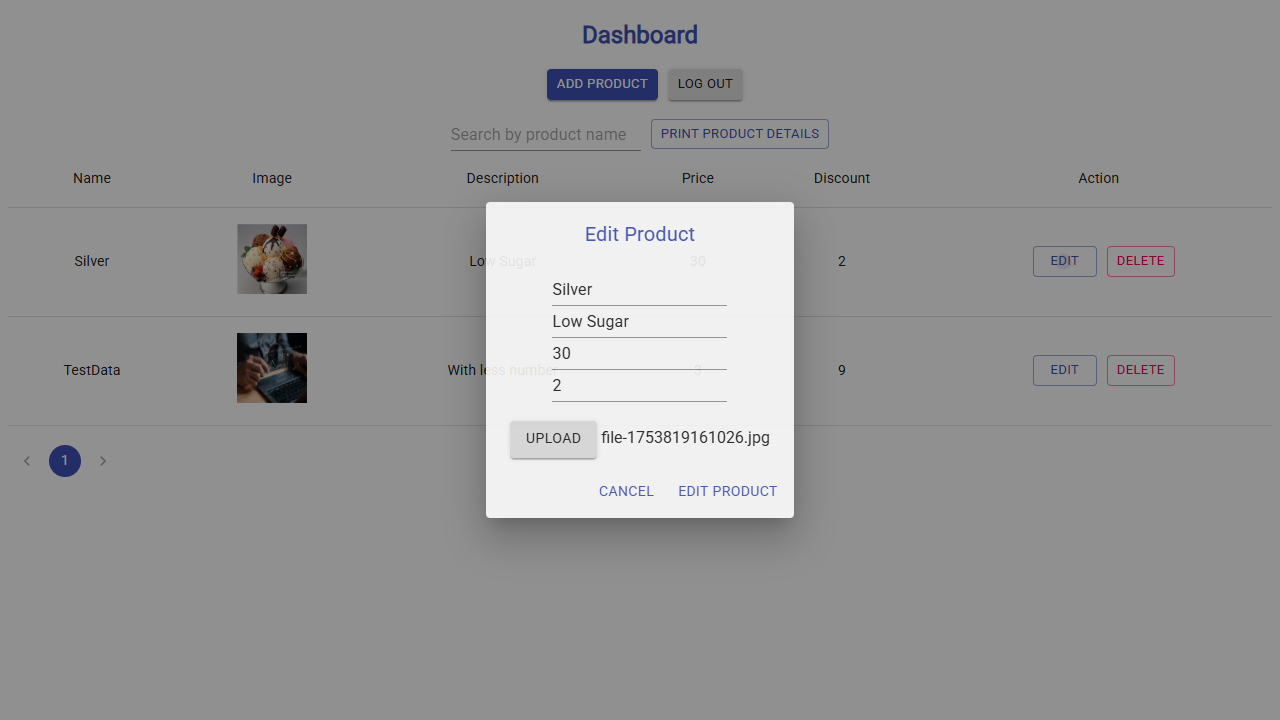 Dashboard
ADD PRODUCT LOG OUT
Search by product name PRINT PRODUCT DETAILS
Name Image Description Price Discount Action
Edit Product
Silver Low Sugar 30 2 EDIT DELETE
Silver
Low Sugar
30
TestData With less number 3 9 EDIT DELETE
2
UPLOAD file-1753819161026.jpg
1
CANCEL EDIT PRODUCT